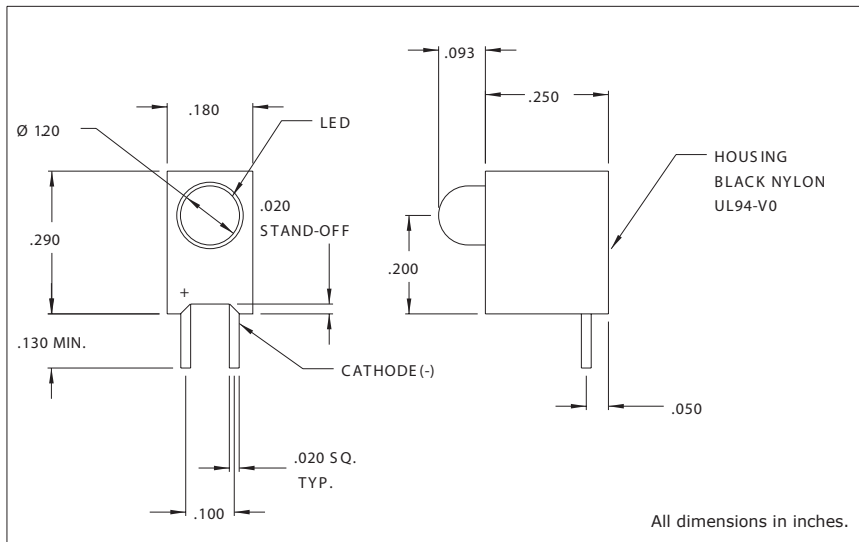 .093
.180
.250
Ø 120
LED
HOUSING
BLACK NYLON
UL94-V0
.020
STAND-OFF
.290
.200
+
.130 MIN.
CATHODE(-)
.050
.020 SQ.
TYP.
.100
All dimensions in inches.